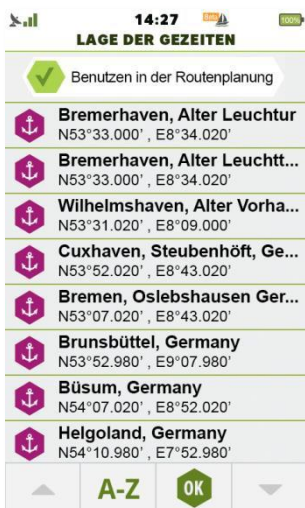 14:27 Beta 100%
LAGE DER GEZEITEN
Benutzen in der Routenplanung
Bremerhaven, Alter Leuchtur
N53°33.000' , E8°34.020'
Bremerhaven, Alter Leuchtt...
N53°33.000' , E8°34.020'
Wilhelmshaven, Alter Vorha...
N53°31.020' , E8°09.000'
Cuxhaven, Steubenhöft, Ge...
N53°52.020' , E8°43.020'
Bremen, Oslebshausen Ger...
N53°07.020' , E8°43.020'
Brunsbüttel, Germany
N53°52.980' , E9°07.980'
Büsum, Germany
N54°07.020' , E8°52.020'
Helgoland, Germany
N54°10.980' , E7°52.980'
A-Z OK